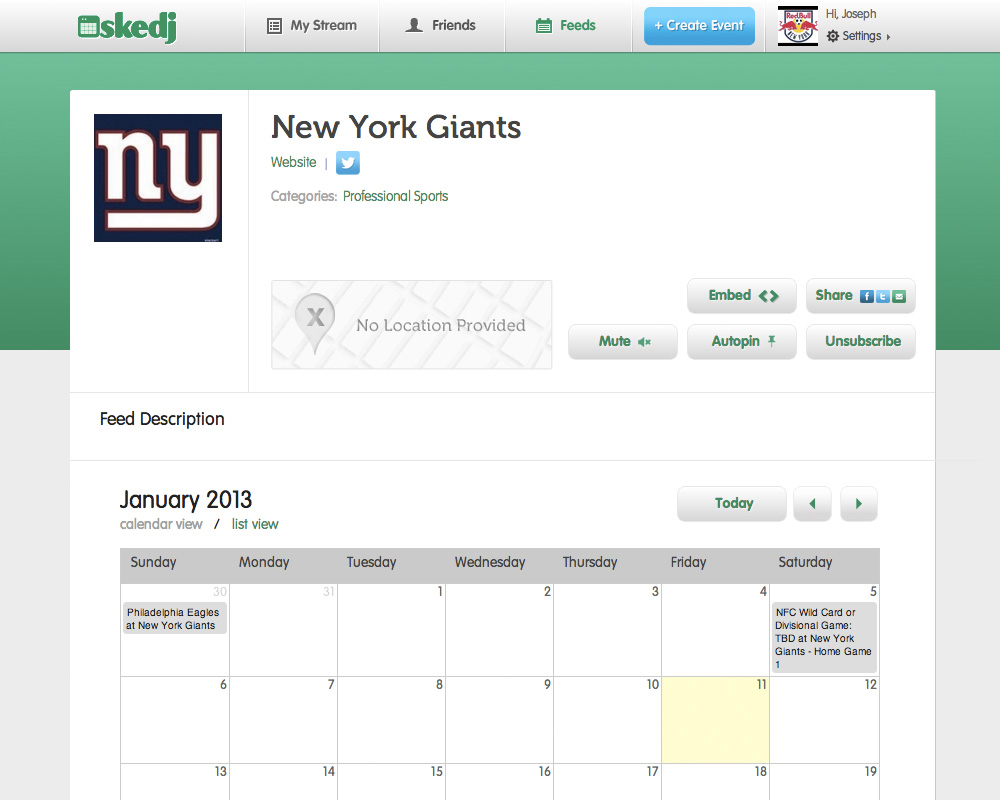 skedj
My Stream
Friends
Feeds
+ Create Event
Red Bull
NEW YORK
Hi, Joseph
Settings
ny
New York Giants
Website |
Categories: Professional Sports
X
No Location Provided
Embed
Share
Mute
Autopin
Unsubscribe
Feed Description
January 2013
calendar view / list view
Today
Sunday Monday Tuesday Wednesday Thursday Friday Saturday
30 31 1 2 3 4 5
Philadelphia Eagles
at New York Giants
NFC Wild Card or
Divisional Game:
TBD at New York
Giants - Home Game
1
6 7 8 9 10 11 12
13 14 15 16 17 18 19